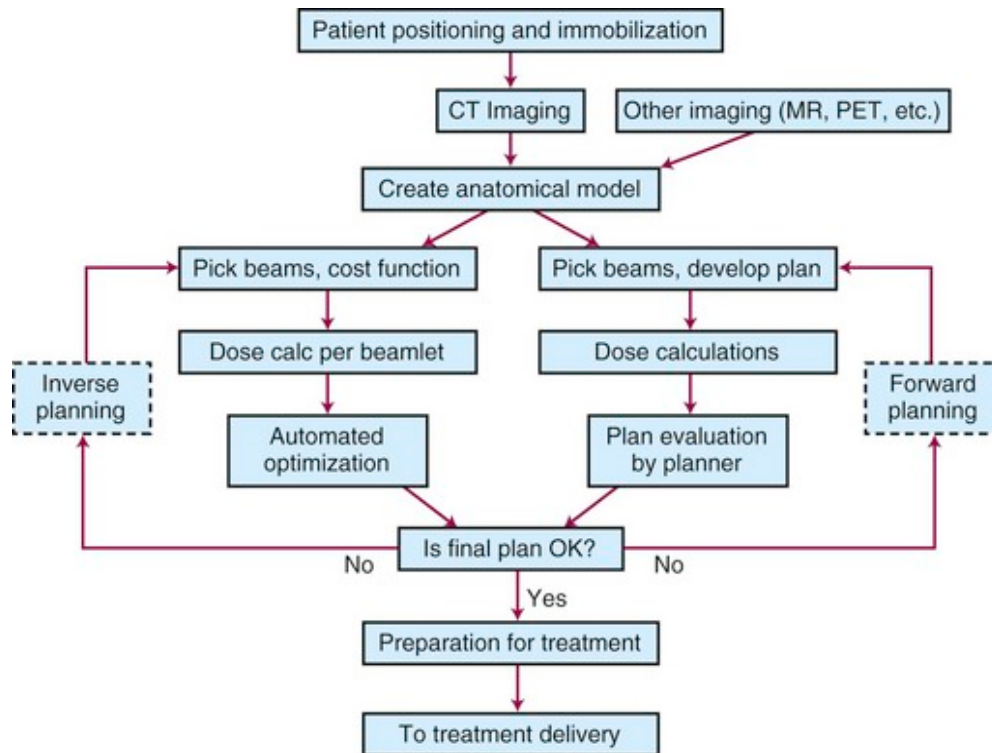 Patient positioning and immobilization
CT Imaging
Other imaging (MR, PET, etc.)
Create anatomical model
Pick beams, cost function
Pick beams, develop plan
Dose calc per beamlet
Dose calculations
Inverse
planning
Forward
planning
Automated
optimization
Plan evaluation
by planner
Is final plan OK?
No
No
Yes
Preparation for treatment
To treatment delivery